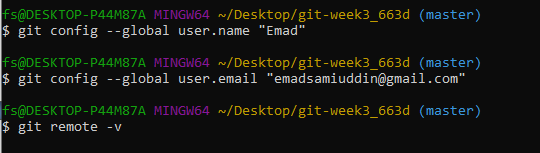 fs@DESKTOP-P44M87A MINGW64 ~/Desktop/git-week3_663d (master)
$ git config --global user.name "Emad"
fs@DESKTOP-P44M87A MINGW64 ~/Desktop/git-week3_663d (master)
$ git config --global user.email "emadsamiuddin@gmail.com"
fs@DESKTOP-P44M87A MINGW64 ~/Desktop/git-week3_663d (master)
$ git remote -v